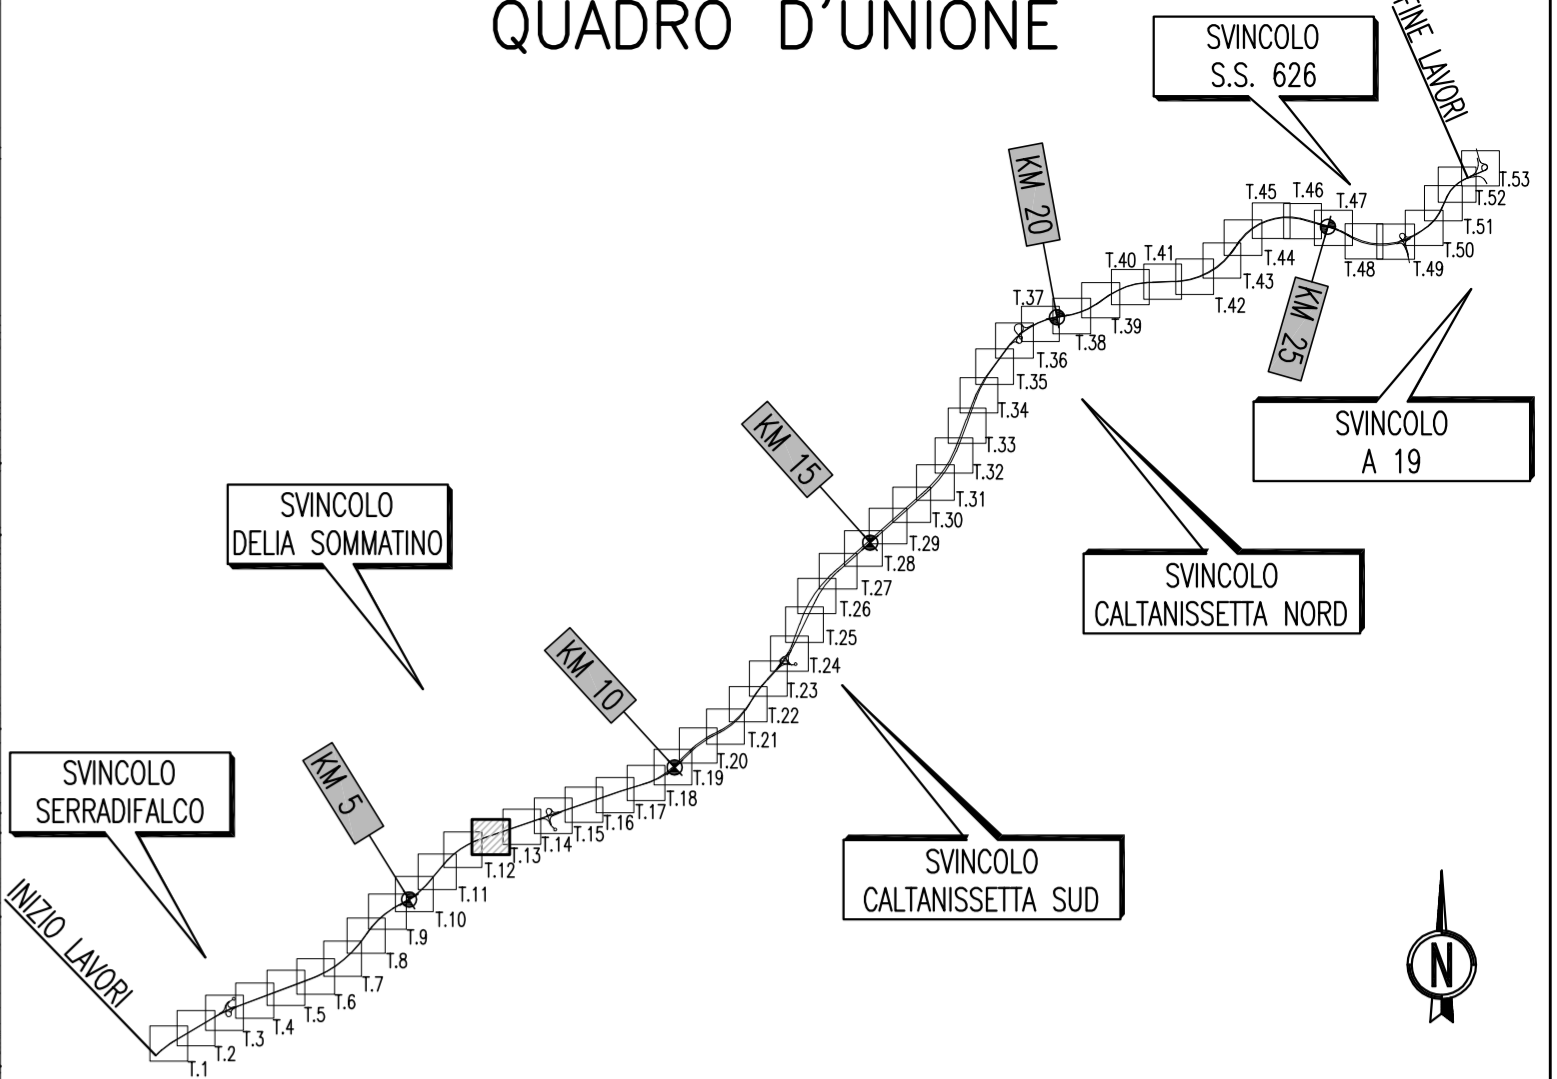 QUADRO D'UNIONE
SVINCOLO
S.S. 626
FINE LAVORI
KM 20
T.53
T.52
T.51
T.50
T.49
T.48
T.47
T.46
T.45
T.44
T.43
T.42
T.41
T.40
T.39
T.38
T.37
T.36
T.35
T.34
T.33
T.32
T.31
T.30
T.29
T.28
T.27
T.26
T.25
T.24
T.23
T.22
T.21
T.20
T.19
T.18
T.17
T.16
T.15
T.14
T.13
T.12
T.11
T.10
T.9
T.8
T.7
T.6
T.5
T.4
T.3
T.2
T.1
KM 25
SVINCOLO
A 19
KM 15
SVINCOLO
DELIA SOMMATINO
SVINCOLO
CALTANISSETTA NORD
KM 10
SVINCOLO
SERRADIFALCO
KM 5
SVINCOLO
CALTANISSETTA SUD
INIZIO LAVORI
N